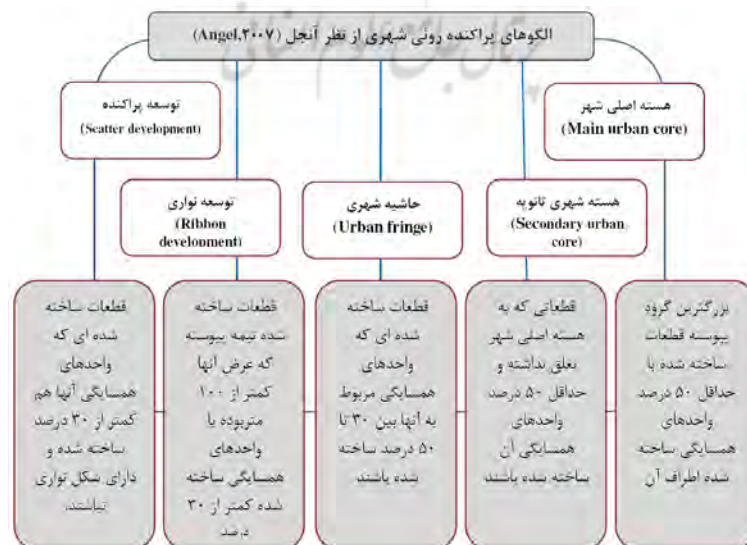 الگوهای پراکنده رونی شهری از نظر آنجل (Angel,۲۰۰۷)
هسته اصلی شهر
(Main urban core)
توسعه پراکنده
(Scatter development)
هسته شهری ثانویه
(Secondary urban
core)
حاشیه شهری
(Urban fringe)
توسعه نواری
(Ribbon
development)
بزرگترین گروه
پیوسته قطعات
ساخته شده با
حداقل ۵۰ درصد
واحدهای
همسایگی ساخته
شده اطراف آن
قطعاتی که به
هسته اصلی شهر
تعلق نداشته و
حداقل ۵۰ درصد
واحدهای
همسایگی آن
ساخته شده باشند
قطعات ساخته
شده ای که
واحدهای
همسایگی مربوط
به آنها بین ۳۰ تا
۵۰ درصد ساخته
شده باشند
قطعات ساخته
شده نیمه پیوسته
که عرض آنها
کمتر از ۱۰۰
متربوده با
واحدهای
همسایگی ساخته
شده کمتر از ۳۰
درصد
قطعات ساخته
شده ای که
واحدهای
همسایگی آنها هم
کمتر از ۳۰ درصد
ساخته شده و
دارای شکل نواری
نباشند.